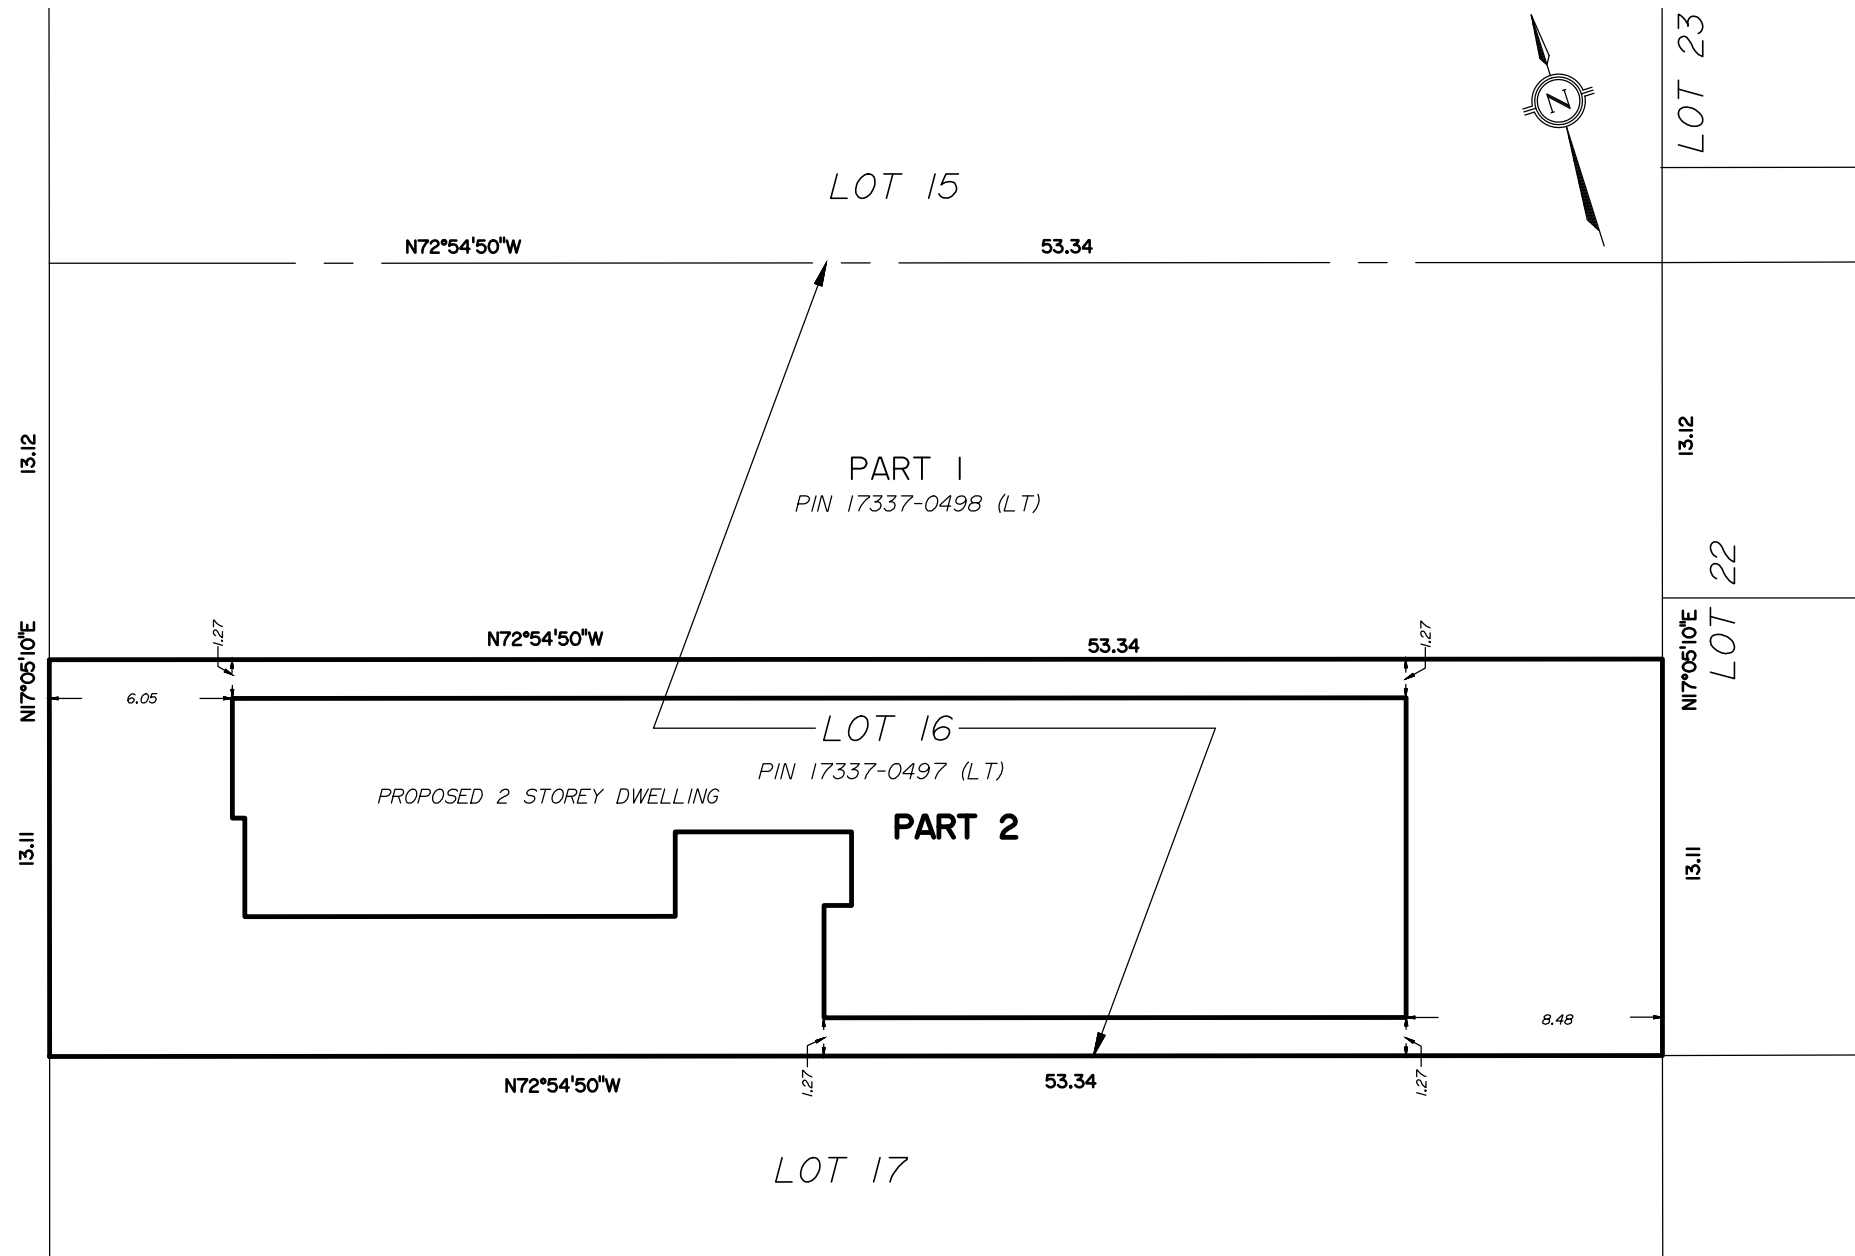 LOT 23
N
LOT 15
N72°54'50"W
53.34
13.12
13.12
PART 1
PIN 17337-0498 (LT)
LOT 22
N17°05'10"E
1.27
N72°54'50"W
53.34
1.27
N17°05'10"E
6.05
LOT 16
PIN 17337-0497 (LT)
PROPOSED 2 STOREY DWELLING
PART 2
13.11
13.11
8.48
1.27
1.27
N72°54'50"W
53.34
LOT 17